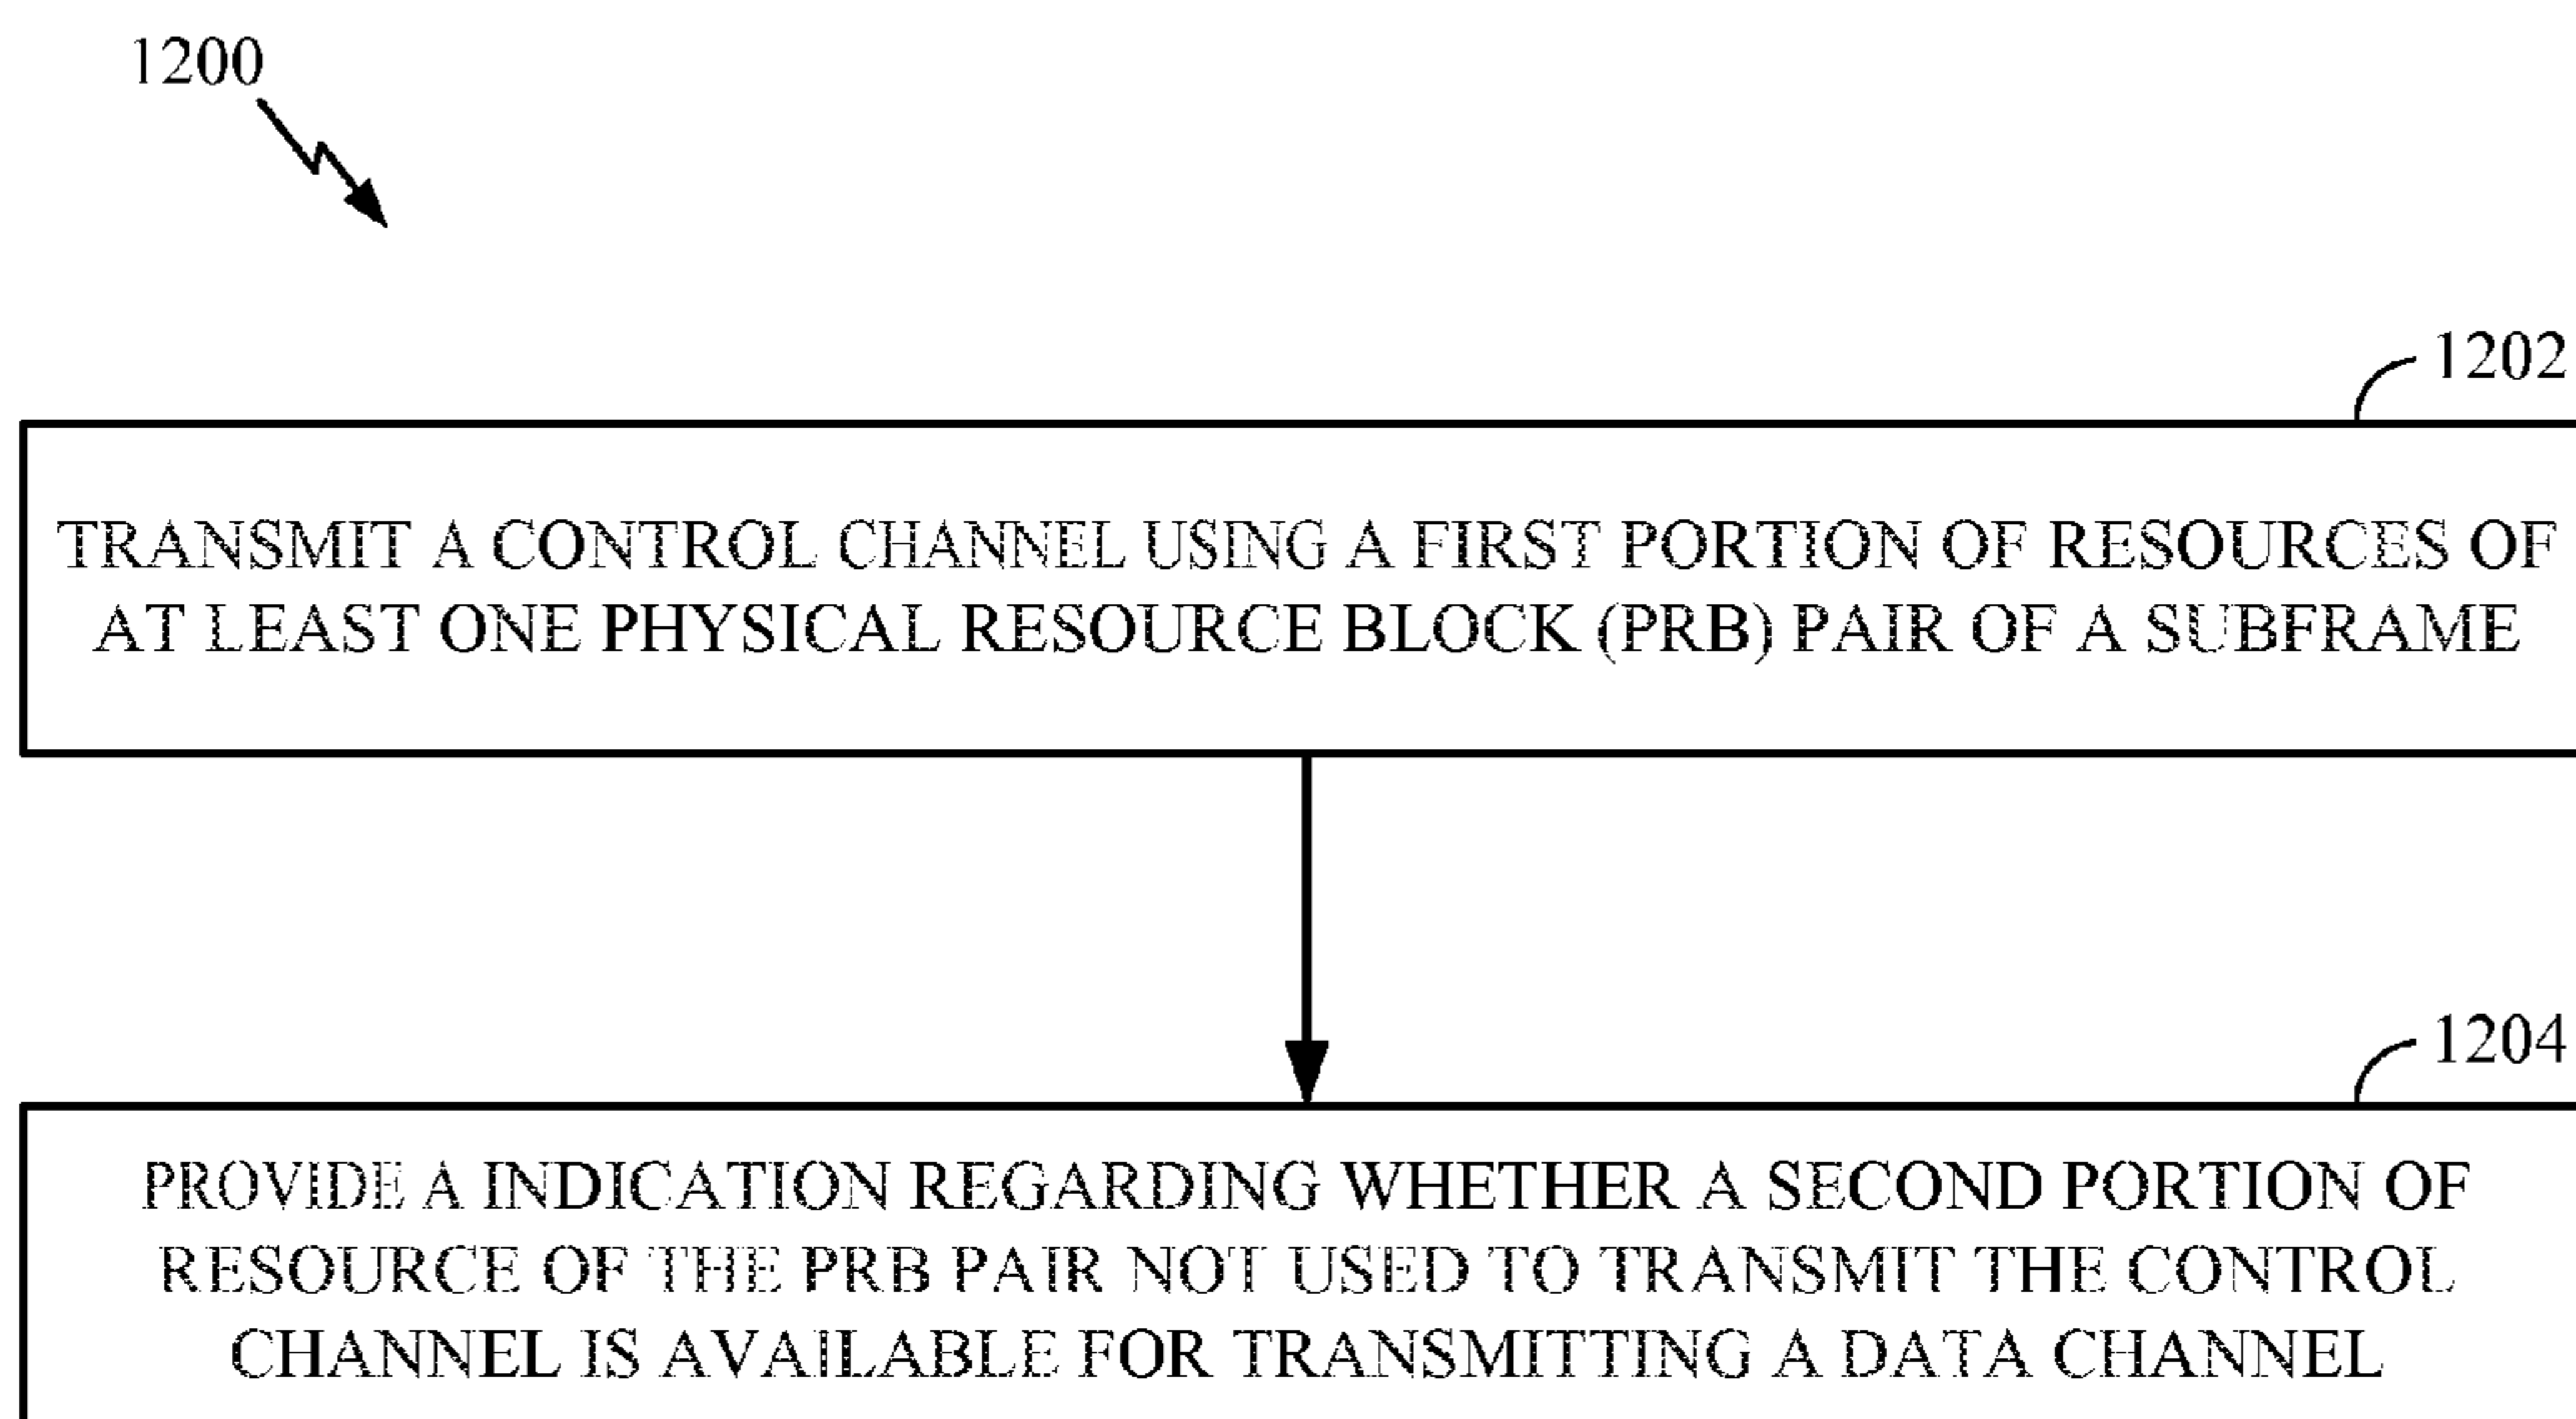 1200
1202
TRANSMIT A CONTROL CHANNEL USING A FIRST PORTION OF RESOURCES OF
AT LEAST ONE PHYSICAL RESOURCE BLOCK (PRB) PAIR OF A SUBFRAME
1204
PROVIDE A INDICATION REGARDING WHETHER A SECOND PORTION OF
RESOURCE OF THE PRB PAIR NOT USED TO TRANSMIT THE CONTROL
CHANNEL IS AVAILABLE FOR TRANSMITTING A DATA CHANNEL